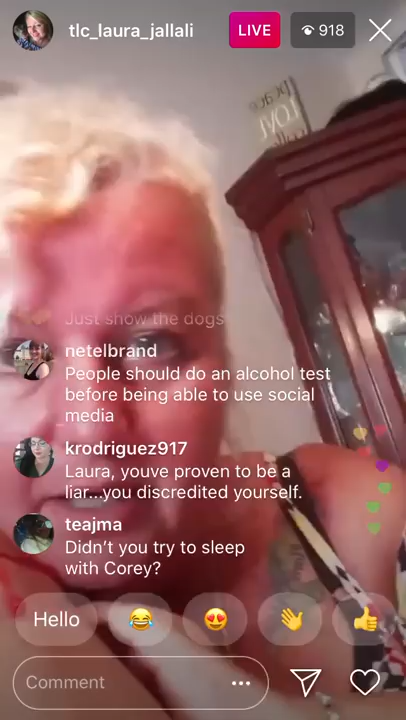 tlc_laura_jallali
LIVE
918
peace
LOVE
Just show the dogs
netelbrand
People should do an alcohol test
before being able to use social
media
krodriguez917
Laura, youve proven to be a
liar...you discredited yourself.
teajma
Didn't you try to sleep
with Corey?
Hello
Comment